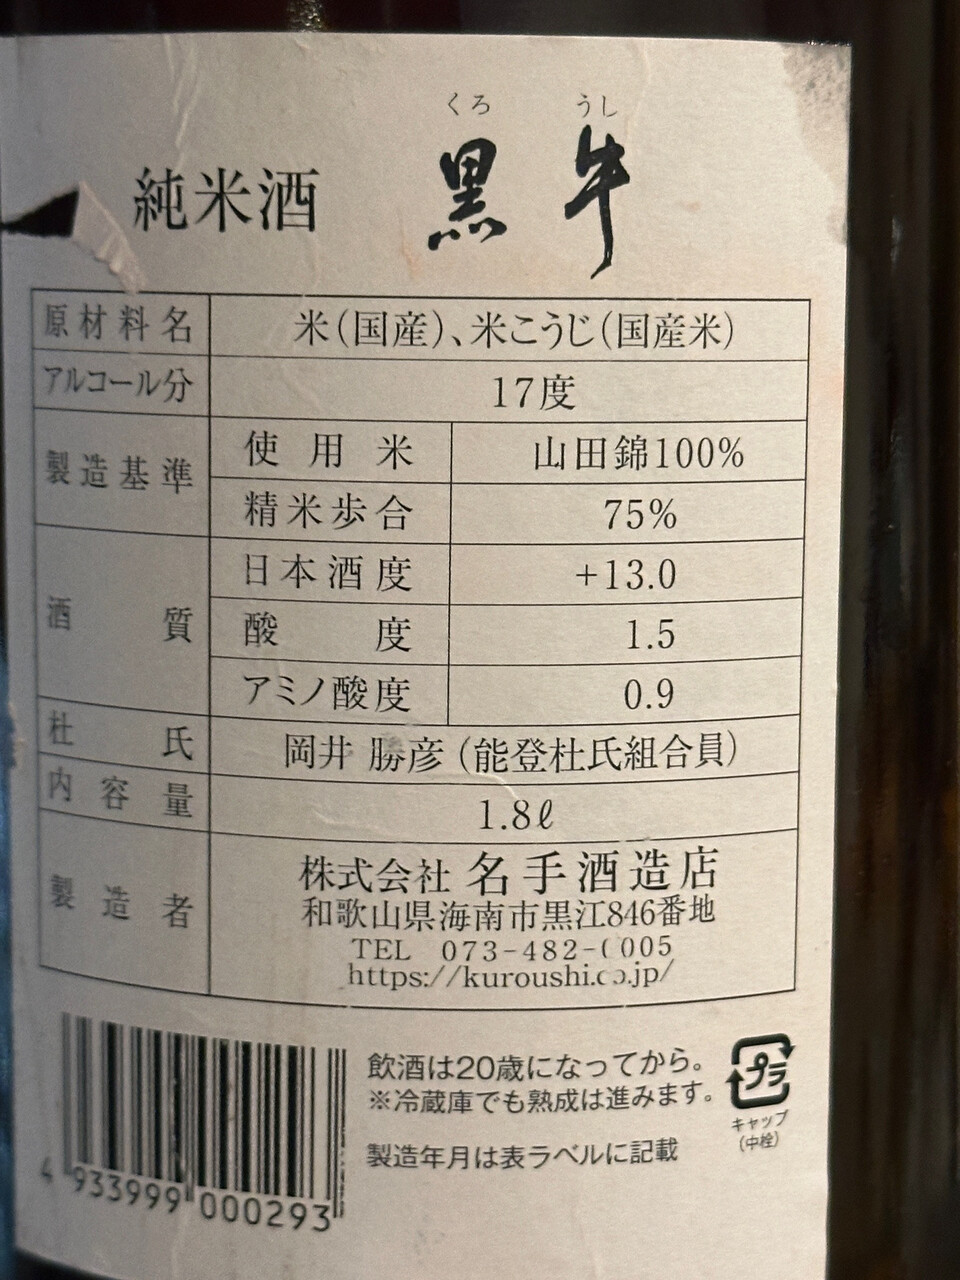 くろ うし
純米酒 黒牛
原材料名 米(国産)、米こうじ(国産米)
アルコール分 17度
製造基準 使用米 山田錦100%
精米歩合 75%
酒質 日本酒度 +13.0
酸度 1.5
アミノ酸度 0.9
杜氏 岡井 勝彦(能登杜氏組合員)
内容量 1.8ℓ
製造者 株式会社 名手酒造店
和歌山県海南市黒江846番地
TEL 073-482-0005
https://kuroushi.co.jp/
飲酒は20歳になってから。
※冷蔵庫でも熟成は進みます。
製造年月は表ラベルに記載
プラ
キャップ
(中栓)
4 933999 000293